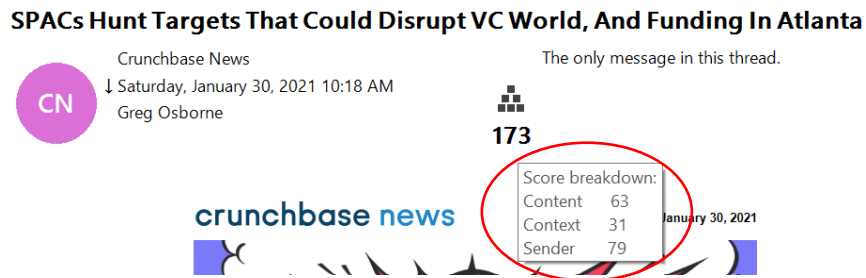 SPACs Hunt Targets That Could Disrupt VC World, And Funding In Atlanta
Crunchbase News
The only message in this thread.
CN
↓ Saturday, January 30, 2021 10:18 AM
Greg Osborne
173
Score breakdown:
Content 63
Context 31
Sender 79
crunchbase news
January 30, 2021